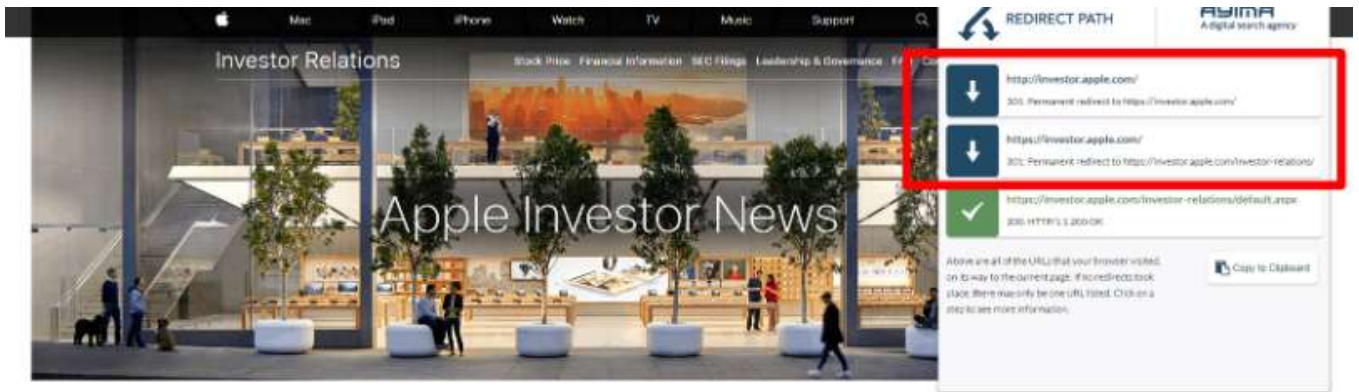 Mac iPad iPhone Watch TV Music Support
Investor Relations
Stock Price Financial Information SEC Filings Leadership & Governance
Apple Investor News
REDIRECT PATH
AYIMA
A digital search agency
http://investor.apple.com/
301: Permanent redirect to https://investor.apple.com/
https://investor.apple.com/
301: Permanent redirect to https://investor.apple.com/investor-relations/
https://investor.apple.com/investor-relations/default.aspx
200: HTTP/1.1 200 OK
Above are all of the URLs that your browser visited
on its way to the current page. If no redirects took
place, there may only be one URL listed. Click on a
step to see more information.
Copy to Clipboard